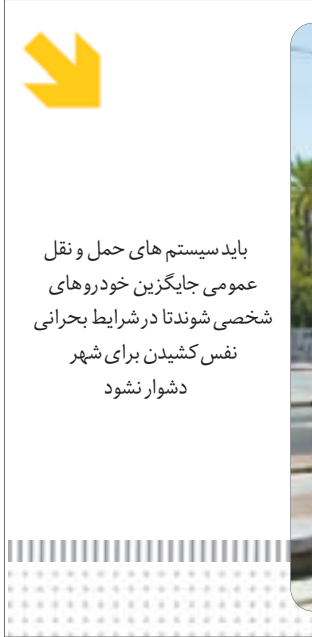 باید سیستم های حمل و نقل
عمومی جایگزین خودروهای
شخصی شوندتا در شرایط بحرانی
نفس کشیدن برای شهر
دشوار نشود